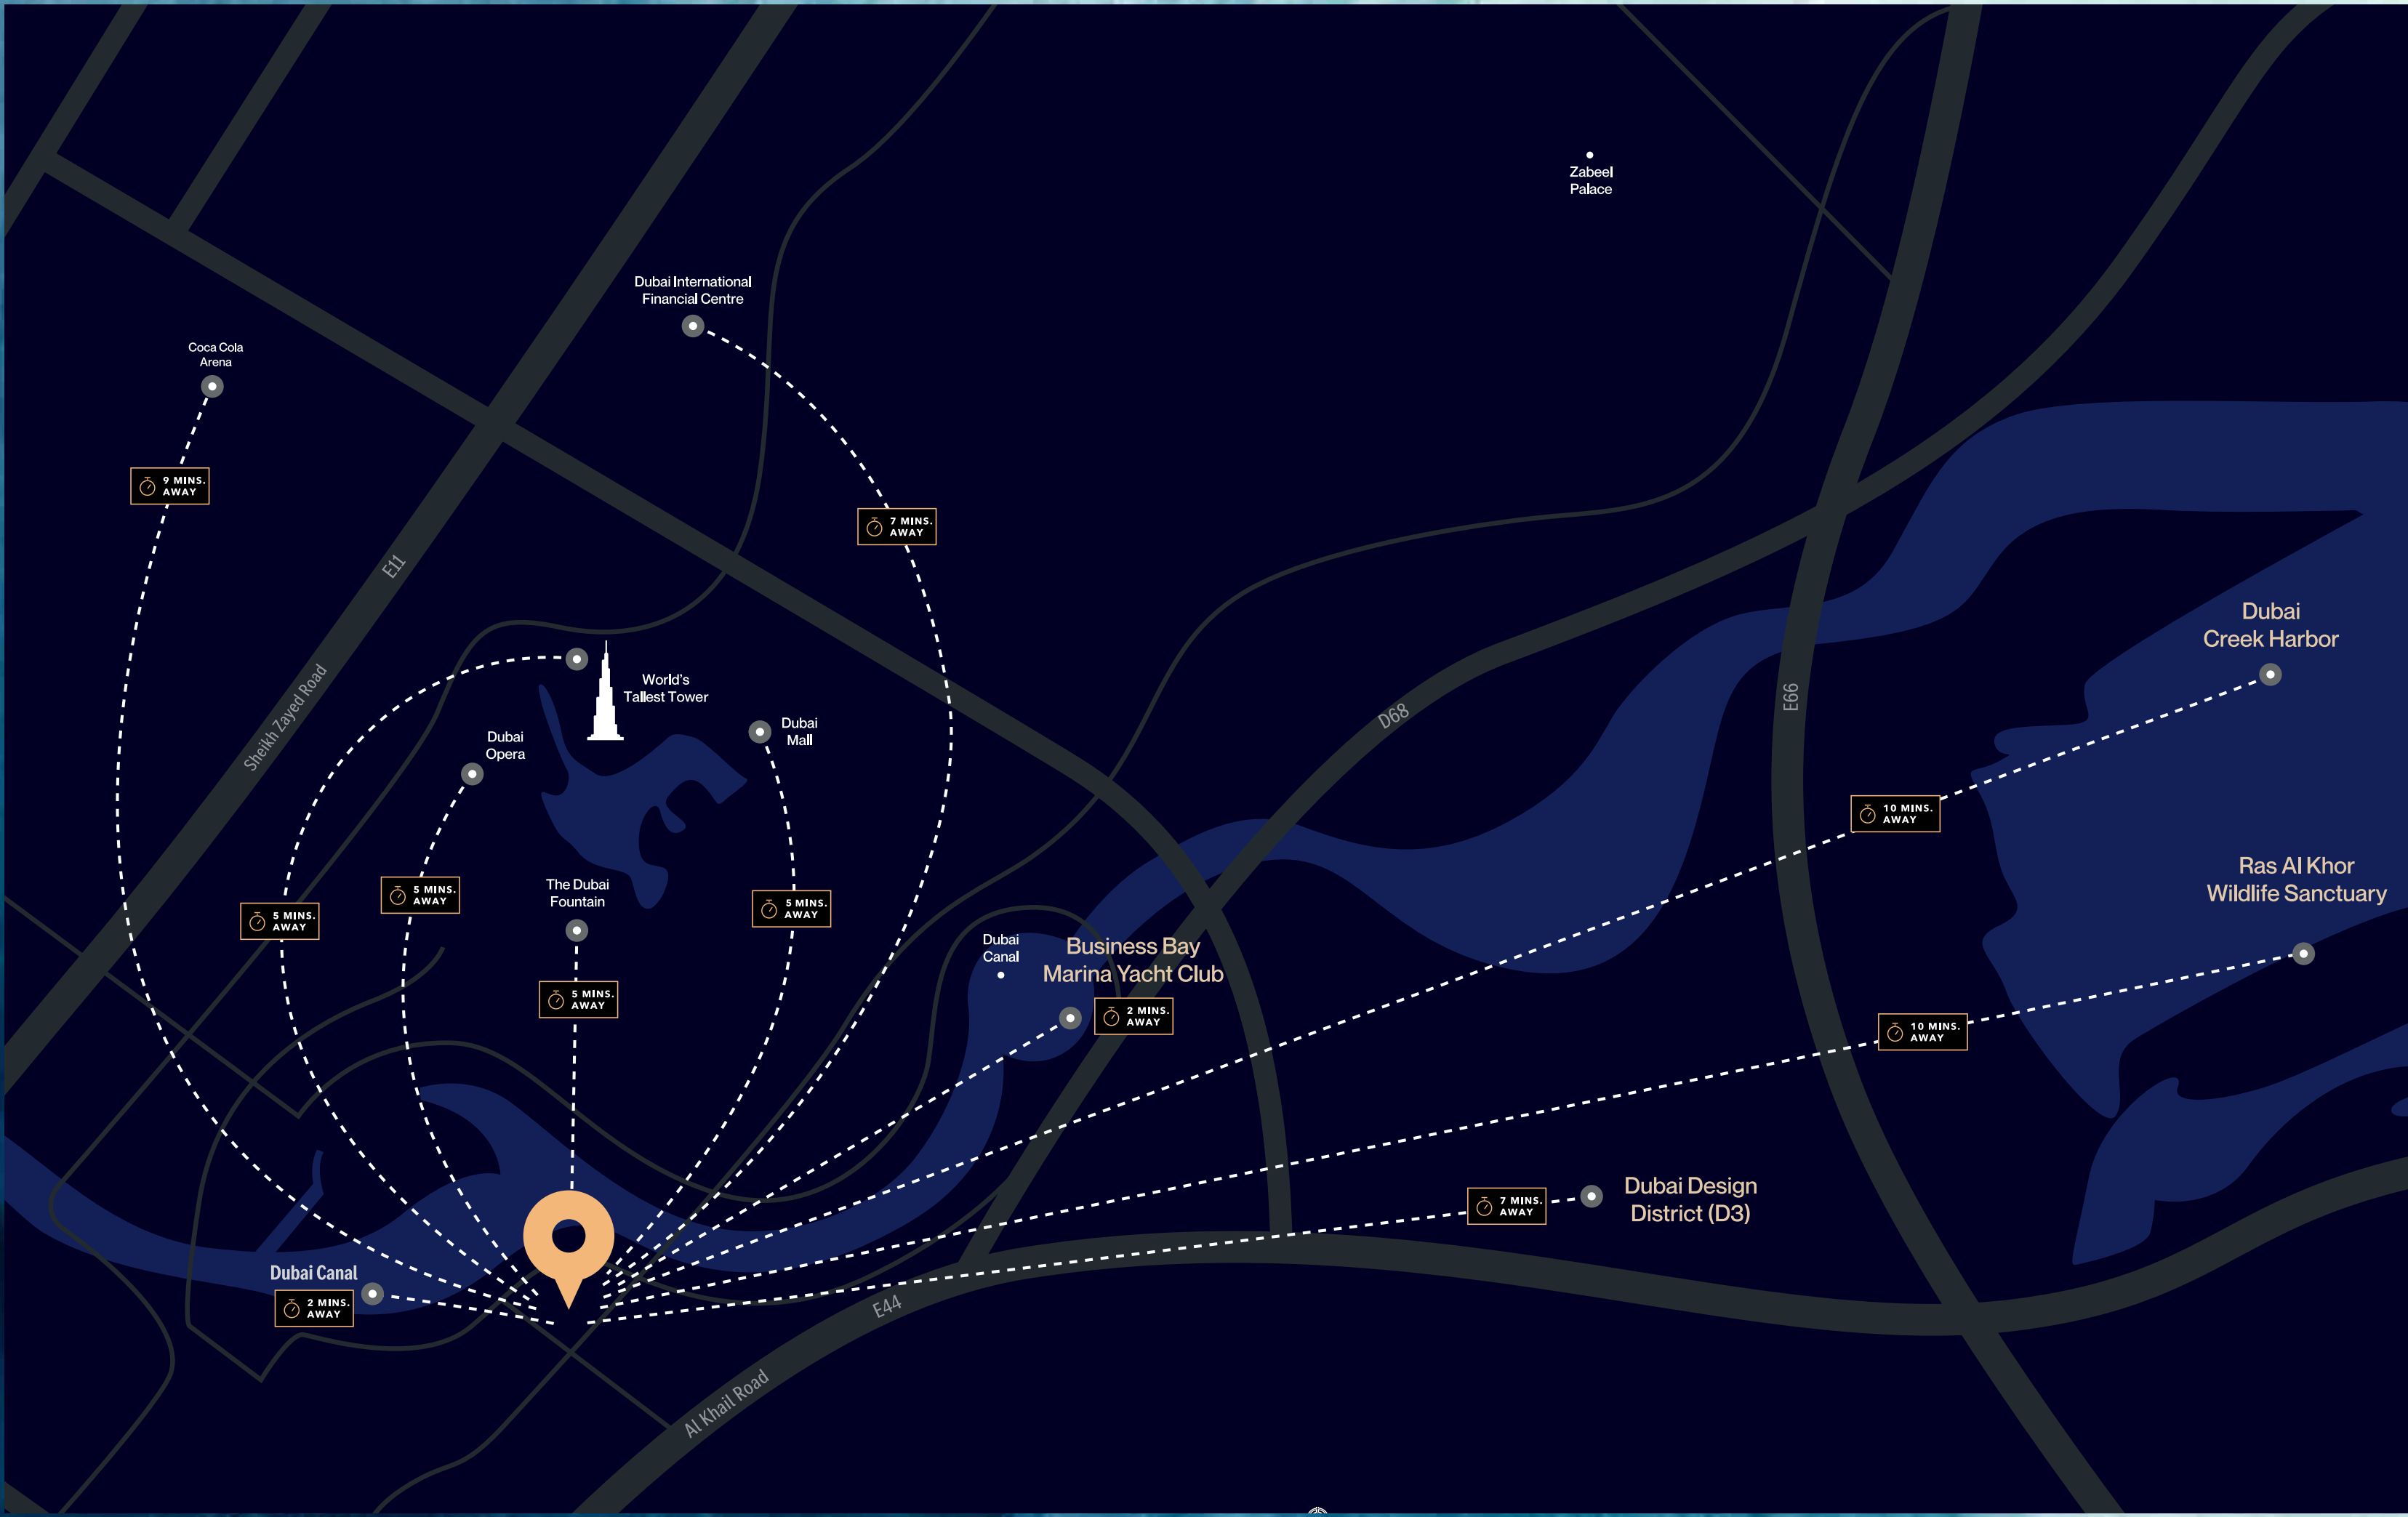 Zabeel
Palace
Dubai International
Financial Centre
Coca Cola
Arena
9 MINS.
AWAY
7 MINS.
AWAY
E11
Sheikh Zayed Road
World's
Tallest Tower
Dubai
Opera
Dubai
Mall
D68
E66
Dubai
Creek Harbor
10 MINS.
AWAY
Ras Al Khor
Wildlife Sanctuary
5 MINS.
AWAY
5 MINS.
AWAY
The Dubai
Fountain
5 MINS.
AWAY
5 MINS.
AWAY
Dubai
Canal
Business Bay
Marina Yacht Club
2 MINS.
AWAY
10 MINS.
AWAY
Dubai Design
District (D3)
7 MINS.
AWAY
Dubai Canal
2 MINS.
AWAY
E44
Al Khail Road